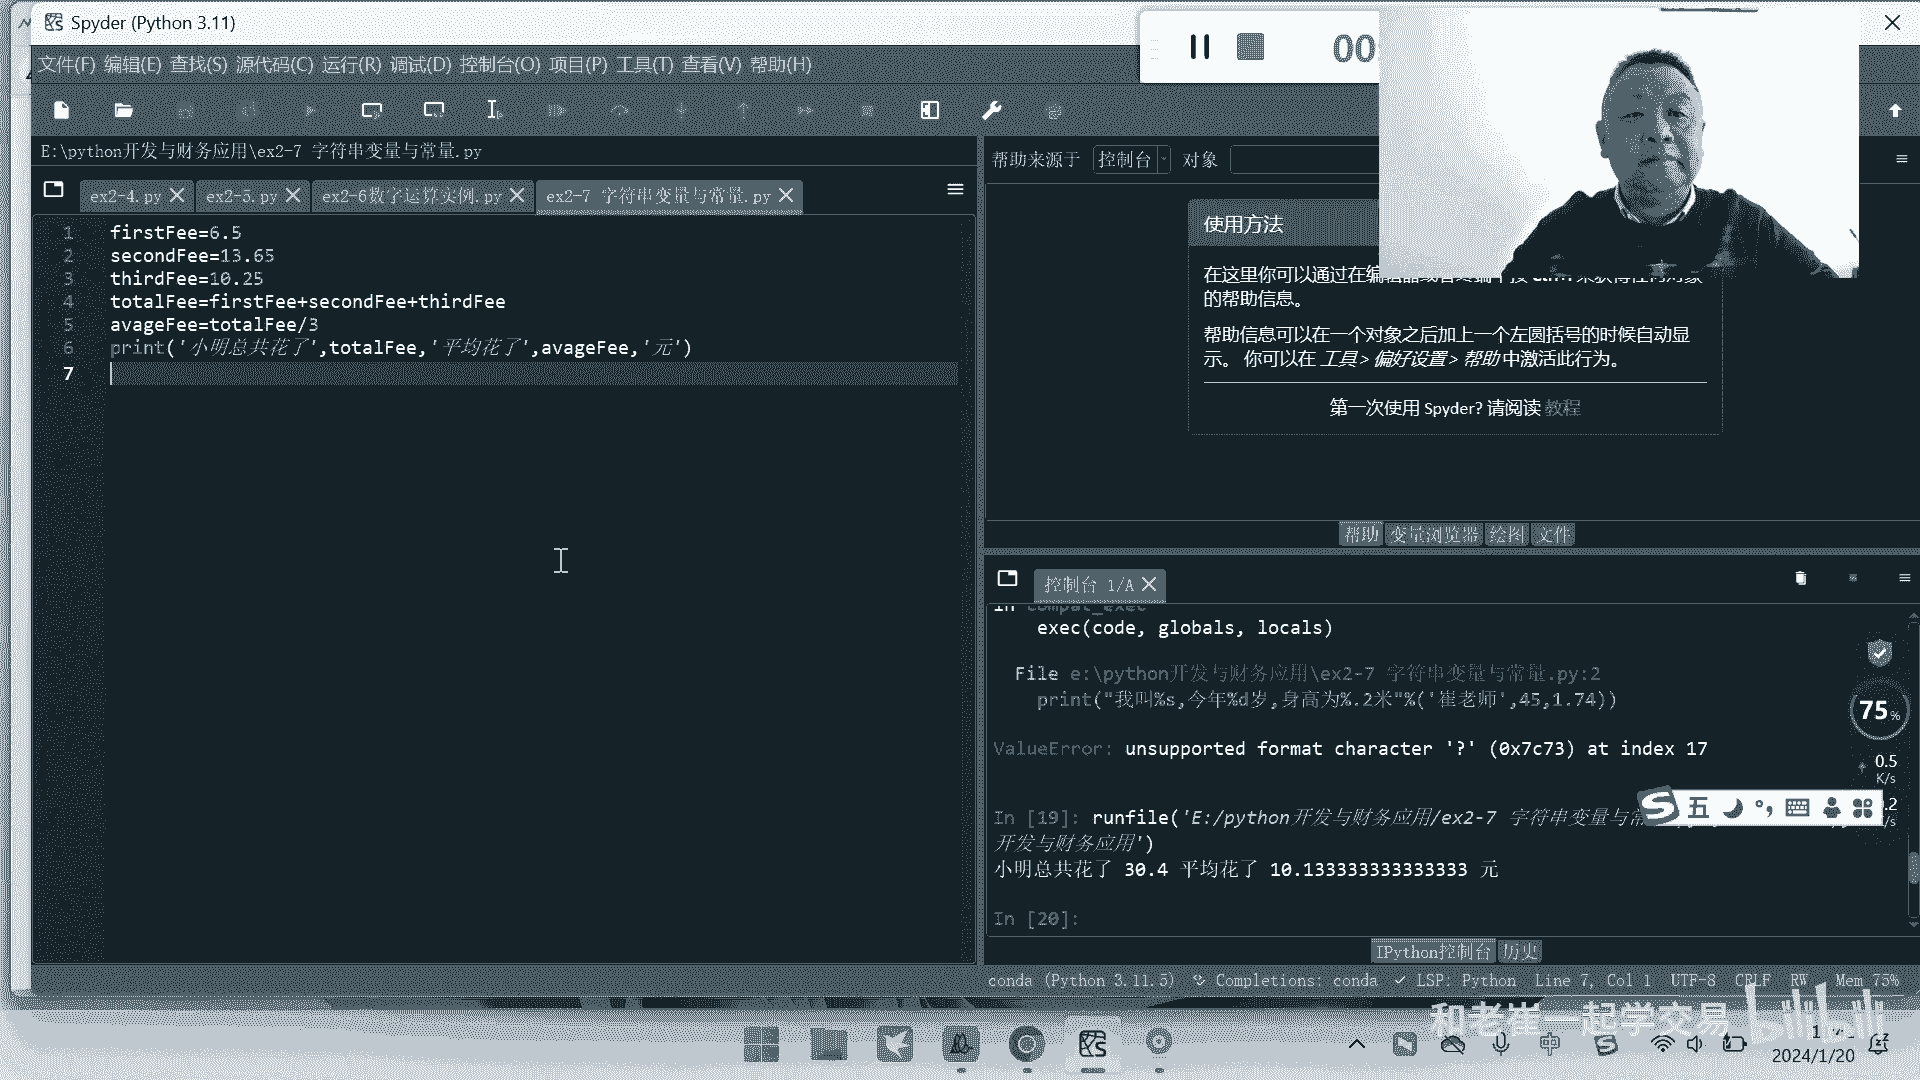 Spyder (Python 3.11)
文件(F) 编辑(E) 查找(S) 源代码(C) 运行(R) 调试(D) 控制台(O) 项目(P) 工具(T) 查看(V) 帮助(H)
00
E:\python开发与财务应用\ex2-7 字符串变量与常量.py
ex2-4.py ex2-5.py ex2-6数字运算实例.py ex2-7 字符串变量与常量.py
1 firstFee=6.5
2 secondFee=13.65
3 thirdFee=10.25
4 totalFee=firstFee+secondFee+thirdFee
5 avageFee=totalFee/3
6 print('小明总共花了',totalFee,'平均花了',avageFee,'元')
7
帮助来源于 控制台 对象
使用方法
在这里你可以通过在编辑器
的帮助信息。
帮助信息可以在一个对象之后加上一个左圆括号的时候自动显
示。 你可以在 工具 > 偏好设置 > 帮助 中激活此行为。
第一次使用 Spyder? 请阅读 教程
帮助 变量浏览器 绘图 文件
控制台 1/A
in compat_exec
exec(code, globals, locals)
File e:\python开发与财务应用\ex2-7 字符串变量与常量.py:2
print("我叫%s,今年%d岁,身高为%.2米"%('崔老师',45,1.74))
ValueError: unsupported format character '?' (0x7c73) at index 17
In [19]: runfile('E:/python开发与财务应用/ex2-7 字符串变量与常
开发与财务应用')
小明总共花了 30.4 平均花了 10.133333333333333 元
In [20]:
IPython控制台 历史
75%
0.5
K/s
五
conda (Python 3.11.5) Completions: conda LSP: Python Line 7, Col 1 UTF-8 CRLF RW Mem 75%
和老崔一起学交易 bilibili
中
2024/1/20